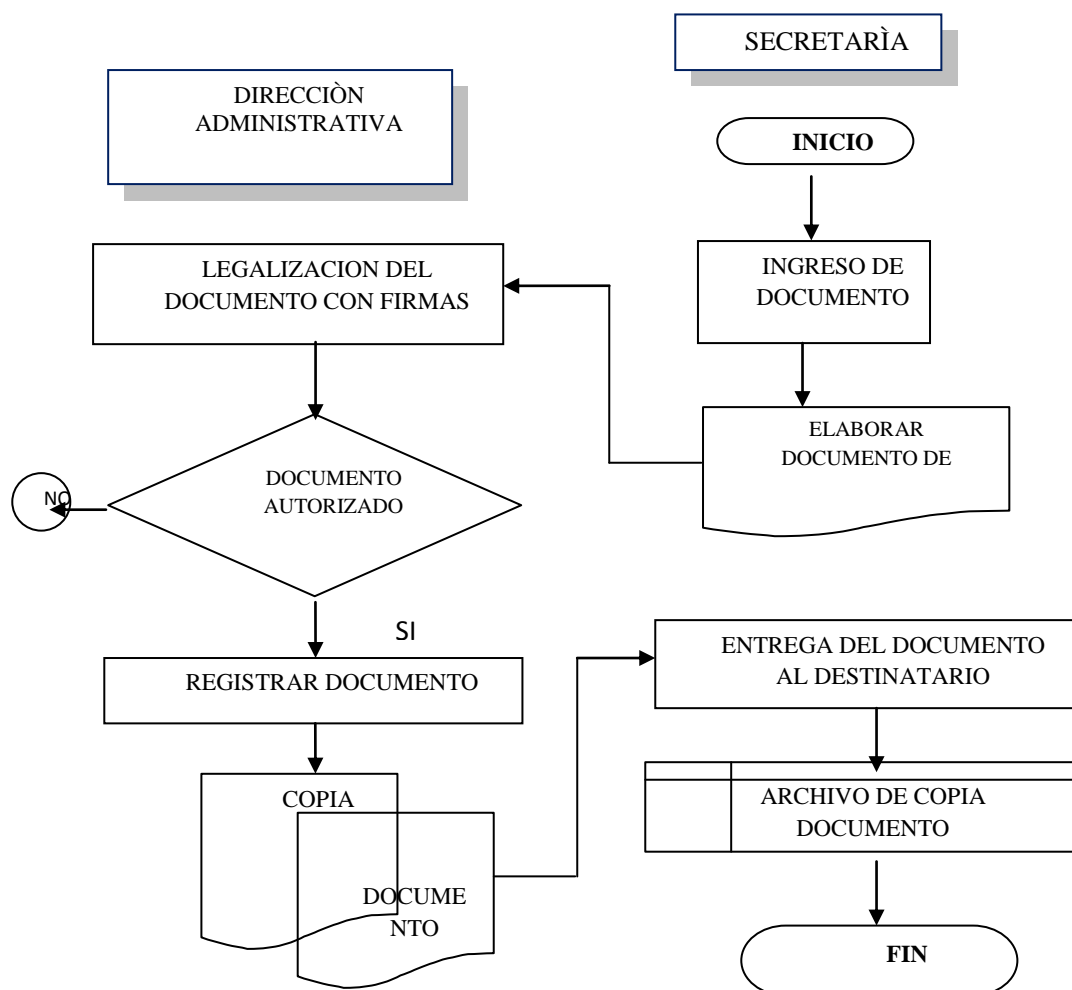 SECRETARÌA
DIRECCIÒN
ADMINISTRATIVA
INICIO
LEGALIZACION DEL
DOCUMENTO CON FIRMAS
INGRESO DE
DOCUMENTO
ELABORAR
DOCUMENTO DE
DOCUMENTO
AUTORIZADO
NO
SI
REGISTRAR DOCUMENTO
ENTREGA DEL DOCUMENTO
AL DESTINATARIO
COPIA
DOCUME
NTO
ARCHIVO DE COPIA
DOCUMENTO
FIN